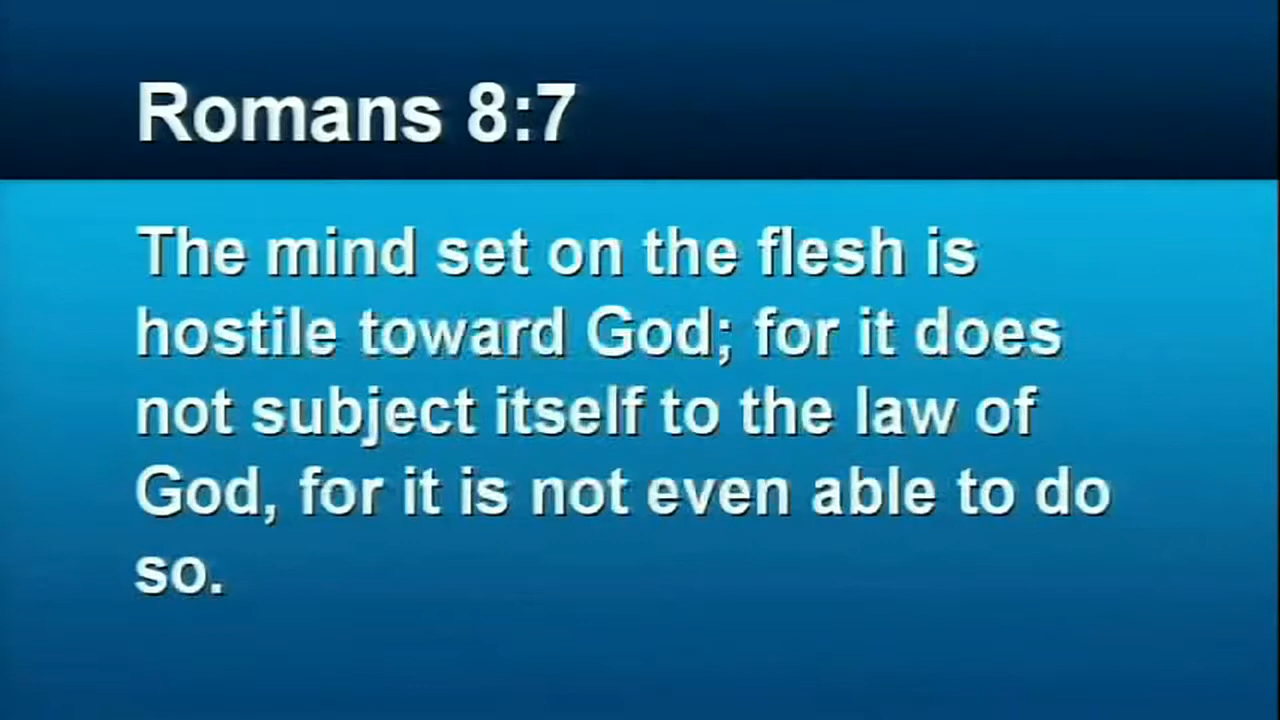 Romans 8:7
The mind set on the flesh is
hostile toward God; for it does
not subject itself to the law of
God, for it is not even able to do
so.